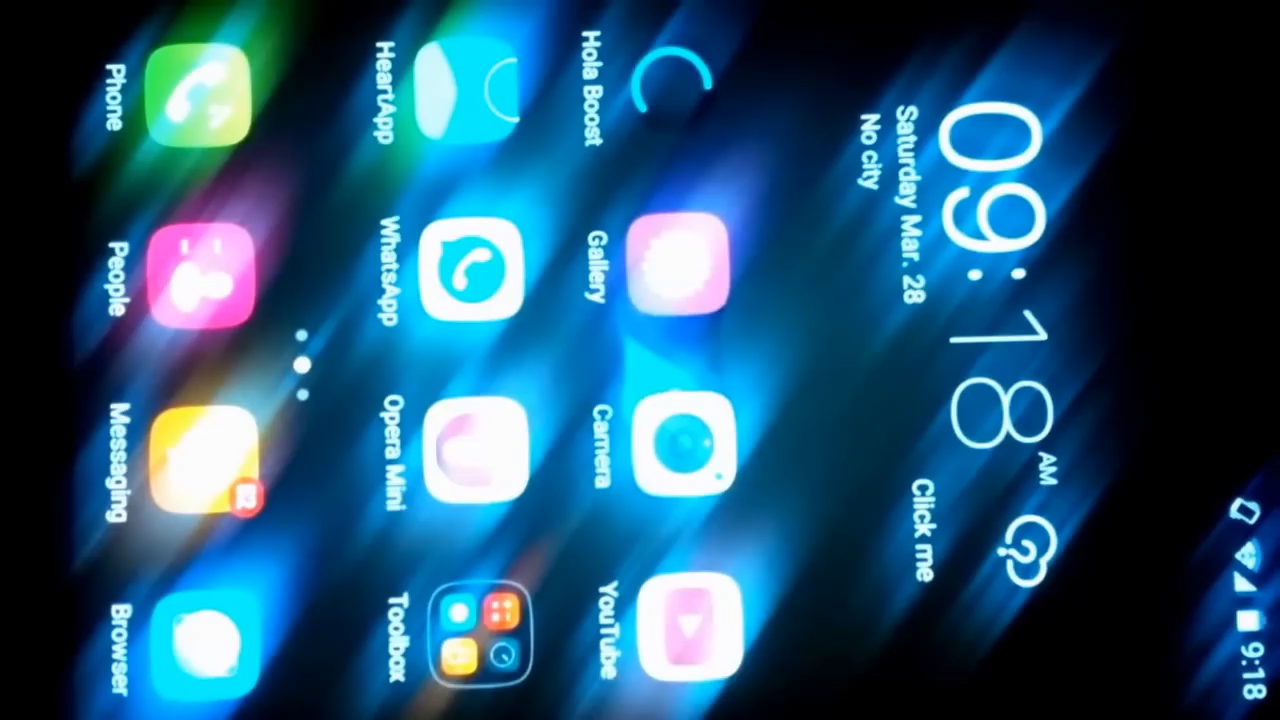 9:18
09:18 AM
Saturday Mar. 28
Click me
No city
Hola Boost
Gallery
Camera
YouTube
HeartApp
WhatsApp
Opera Mini
Toolbox
Phone
People
Messaging
Browser